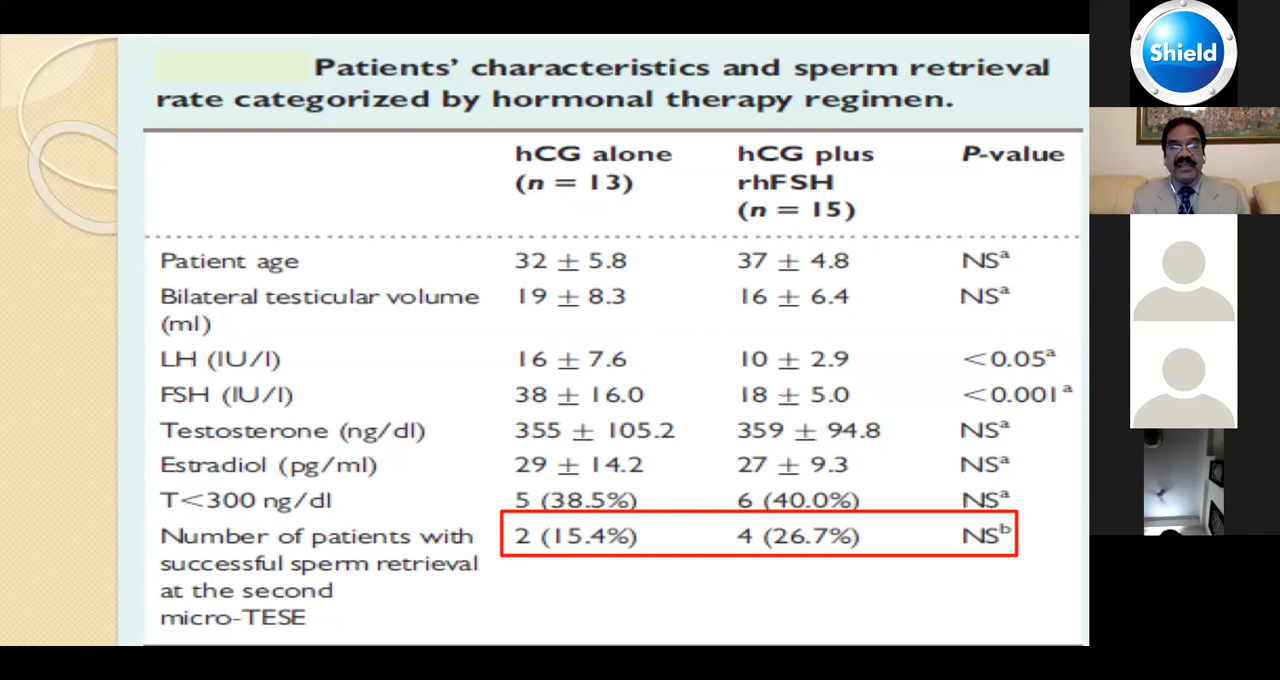 Patients' characteristics and sperm retrieval
rate categorized by hormonal therapy regimen.
hCG alone hCG plus P-value
(n = 13) rhFSH
(n = 15)
Patient age 32 ± 5.8 37 ± 4.8 NSª
Bilateral testicular volume 19 ± 8.3 16 ± 6.4 NSª
(ml)
LH (IU/l) 16 ± 7.6 10 ± 2.9 <0.05ª
FSH (IU/l) 38 ± 16.0 18 ± 5.0 <0.001ª
Testosterone (ng/dl) 355 ± 105.2 359 ± 94.8 NSª
Estradiol (pg/ml) 29 ± 14.2 27 ± 9.3 NSª
T<300 ng/dl 5 (38.5%) 6 (40.0%) NSª
Number of patients with 2 (15.4%) 4 (26.7%) NSᵇ
successful sperm retrieval
at the second
micro-TESE
Shield